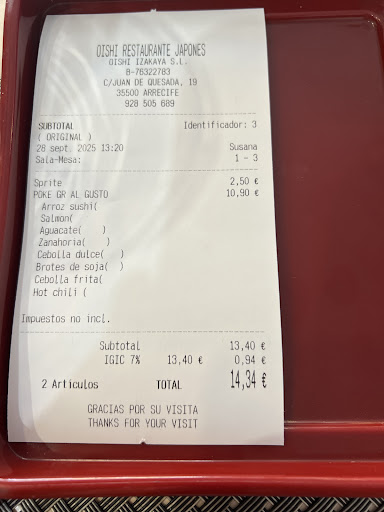 OISHI RESTAURANTE JAPONES
OISHI IZAKAYA S.L.
B-76322783
C/JUAN DE QUESADA, 19
35500 ARRECIFE
928 505 689
SUBTOTAL Identificador: 3
( ORIGINAL )
28 sept. 2025 13:20 Susana
Sala-Mesa: 1 - 3
Sprite 2,50 €
POKE GR AL GUSTO 10,90 €
Arroz sushi(
Salmon(
Aguacate( )
Zanahoria( )
Cebolla dulce( )
Brotes de soja( )
Cebolla frita(
Hot chili (
Impuestos no incl.
Subtotal 13,40 €
IGIC 7% 13,40 € 0,94 €
2 Artículos TOTAL 14,34 €
GRACIAS POR SU VISITA
THANKS FOR YOUR VISIT